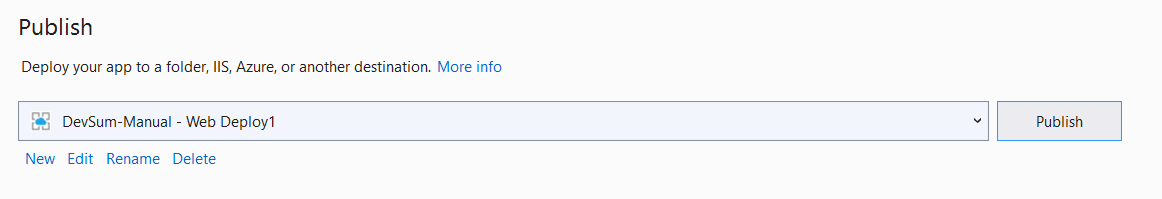 Publish
Deploy your app to a folder, IIS, Azure, or another destination. More info
DevSum-Manual - Web Deploy1
Publish
New Edit Rename Delete